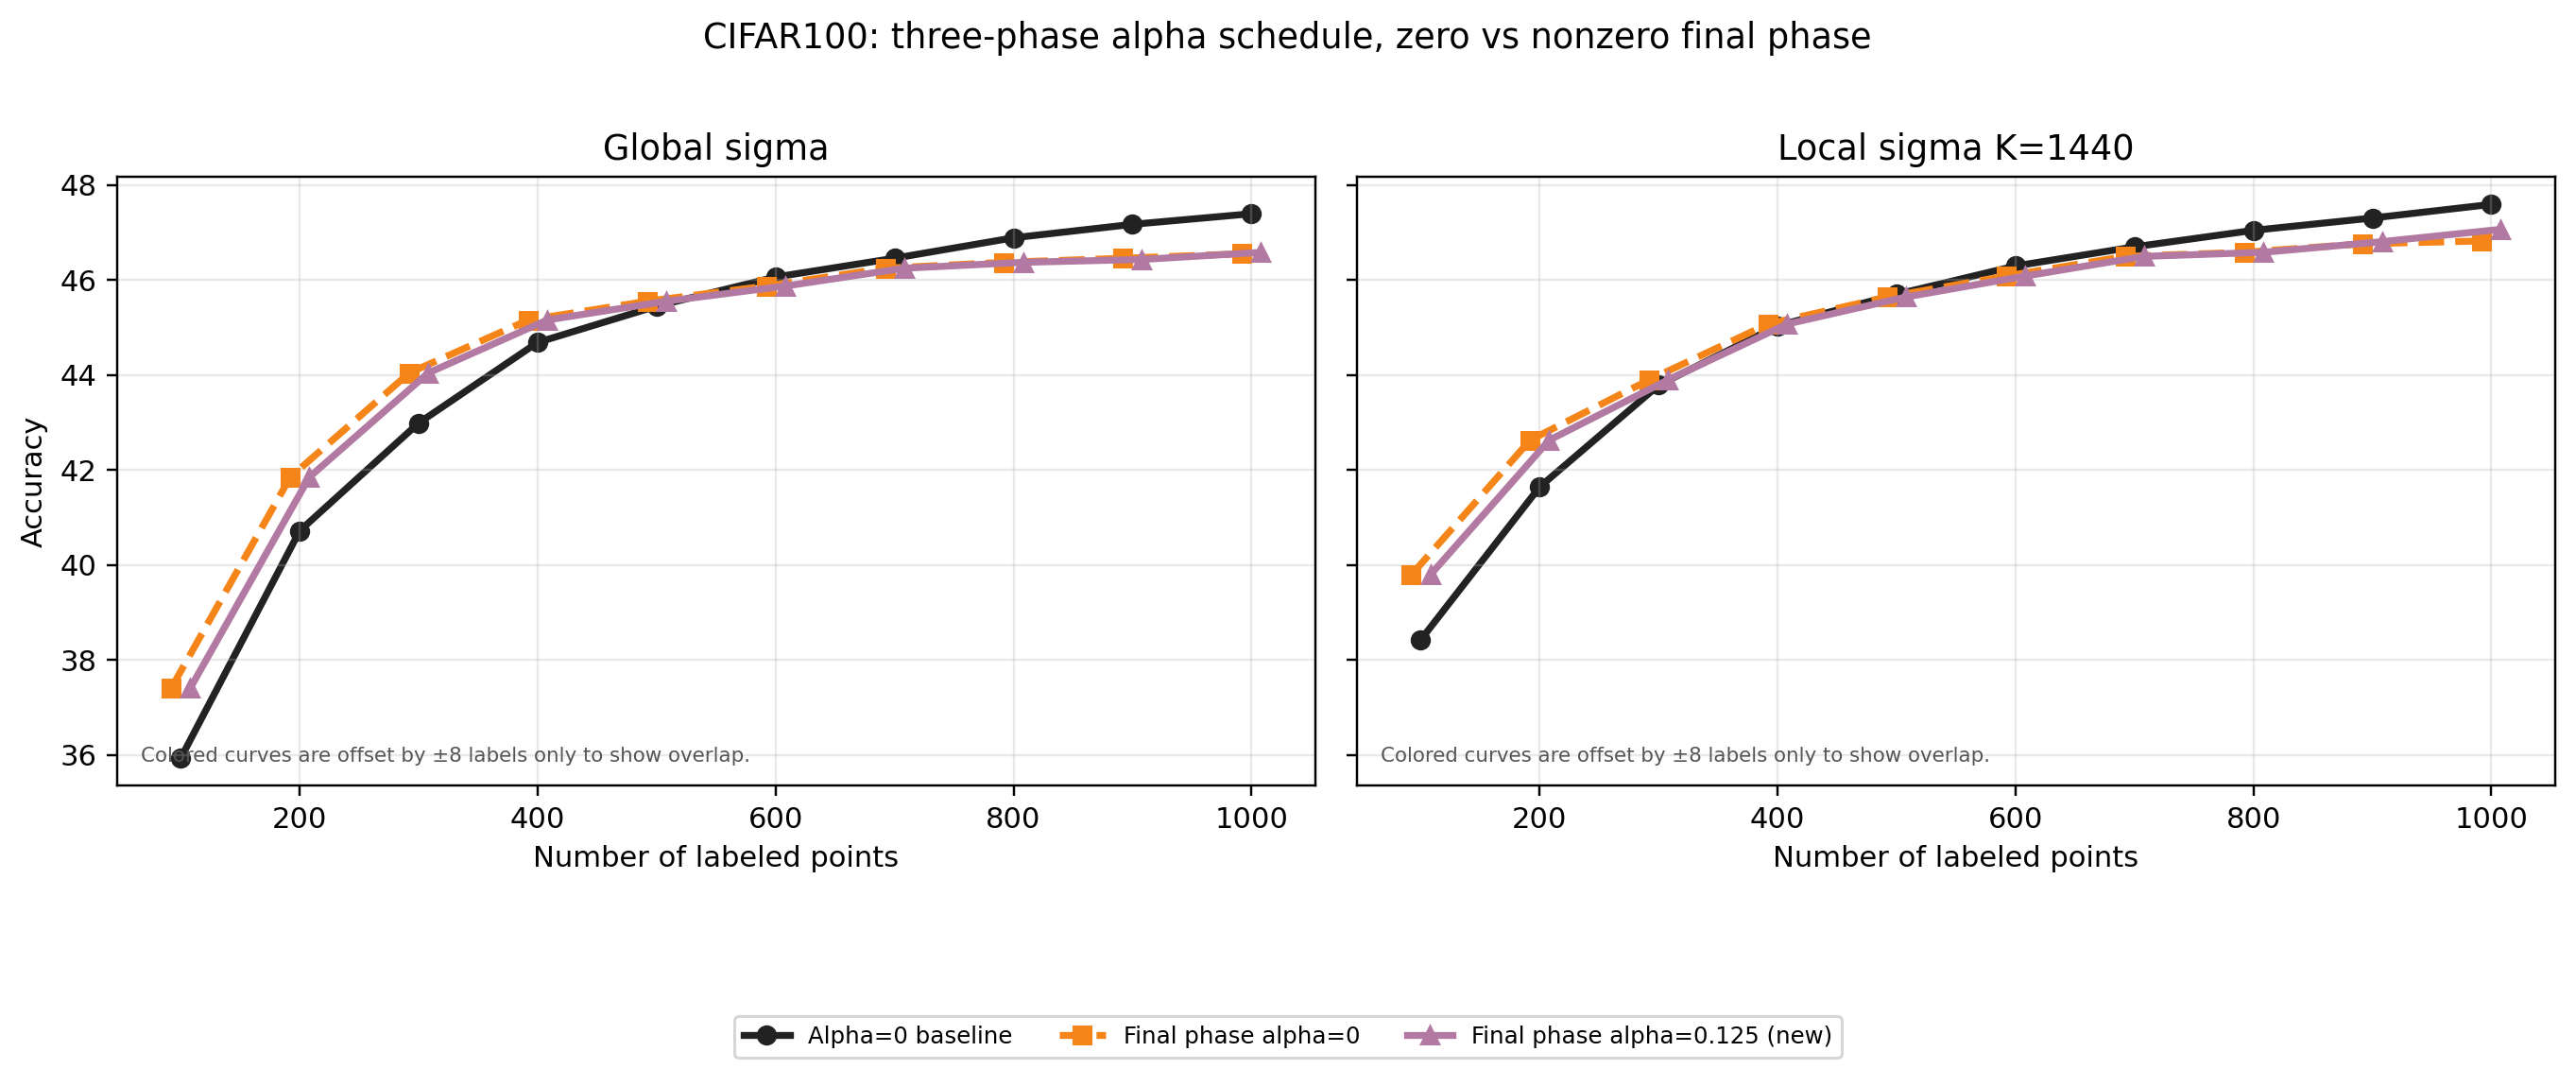 CIFAR100: three-phase alpha schedule, zero vs nonzero final phase
Global sigma
Accuracy
48
46
44
42
40
38
36
Colored curves are offset by ±8 labels only to show overlap.
200 400 600 800 1000
Number of labeled points
Local sigma K=1440
Colored curves are offset by ±8 labels only to show overlap.
200 400 600 800 1000
Number of labeled points
Alpha=0 baseline Final phase alpha=0 Final phase alpha=0.125 (new)